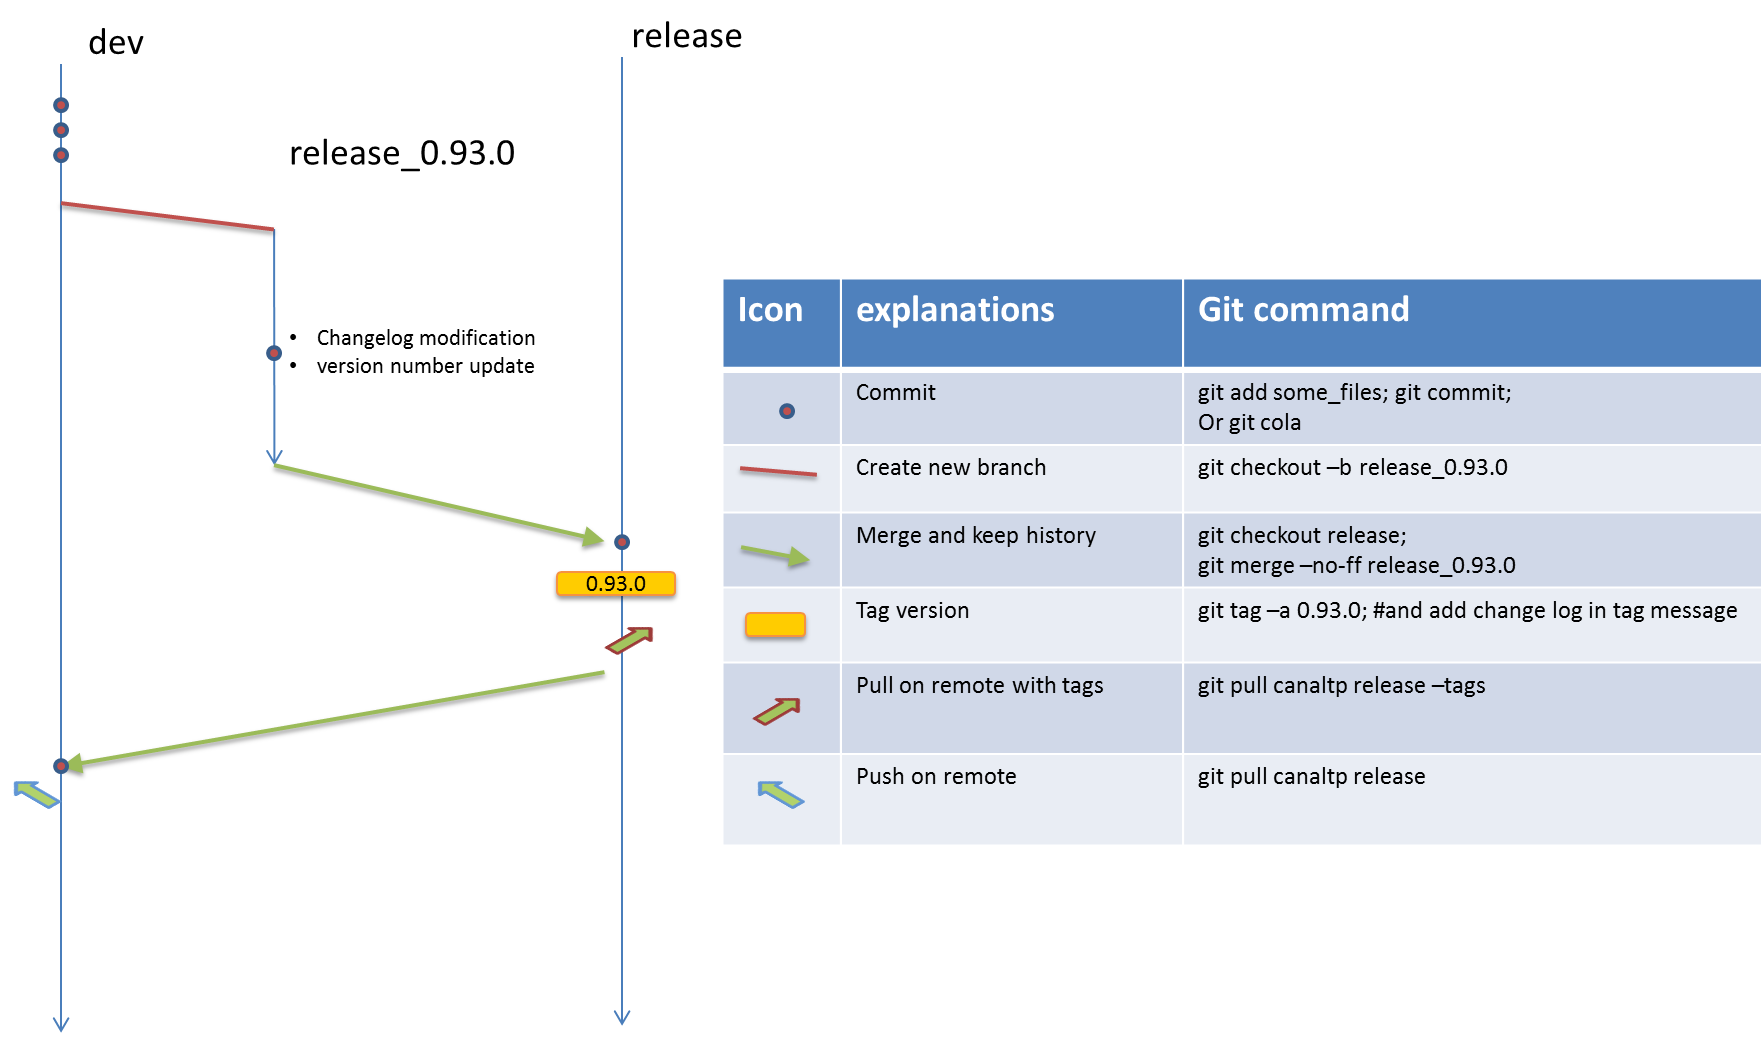 dev
release
release_0.93.0
• Changelog modification
• version number update
Icon
explanations
Git command
Commit
git add some_files; git commit;
Or git cola
Create new branch
git checkout –b release_0.93.0
Merge and keep history
git checkout release;
git merge –no-ff release_0.93.0
0.93.0
Tag version
git tag –a 0.93.0; #and add change log in tag message
Pull on remote with tags
git pull canaltp release –tags
Push on remote
git pull canaltp release